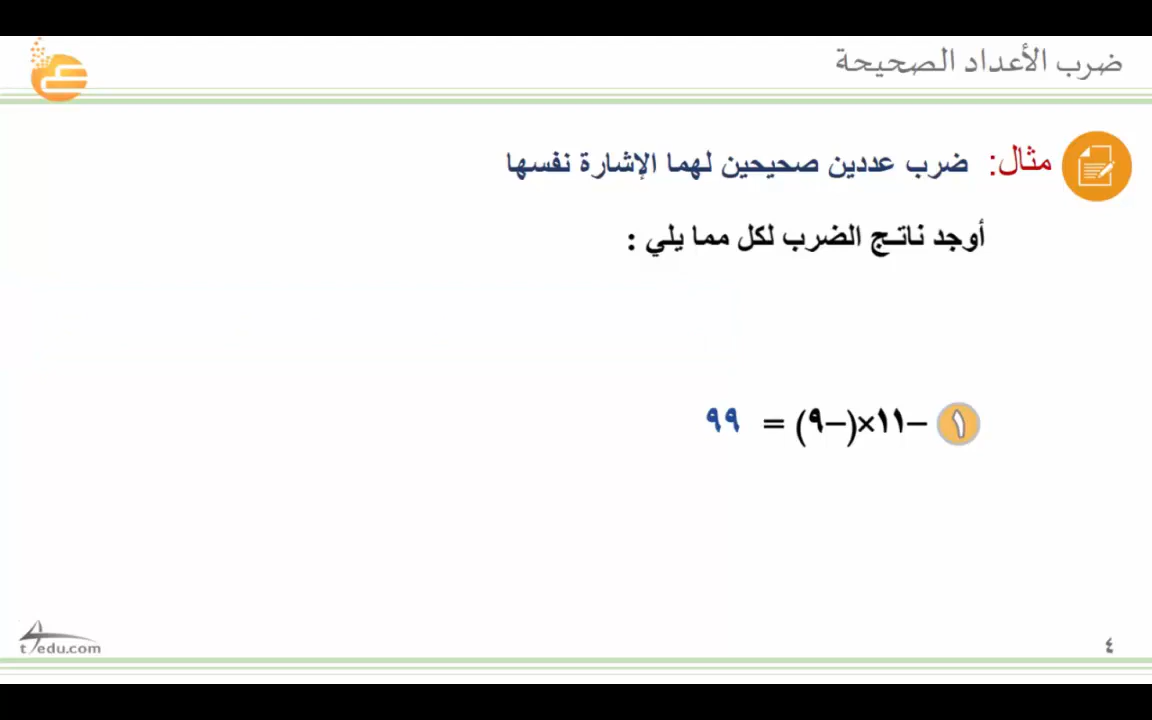 ضرب الأعداد الصحيحة
مثال: ضرب عددين صحيحين لهما الإشارة نفسها
أوجد ناتج الضرب لكل مما يلي :
١ −١١×(−٩) = ٩٩
t4edu.com
٤